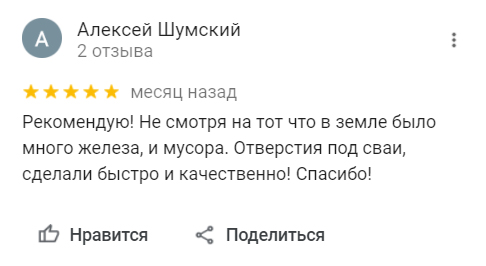 Алексей Шумский
А
2 отзыва
месяц назад
Рекомендую! Не смотря на тот что в земле было
много железа, и мусора. Отверстия под сваи,
сделали быстро и качественно! Спасибо!
Нравится Поделиться